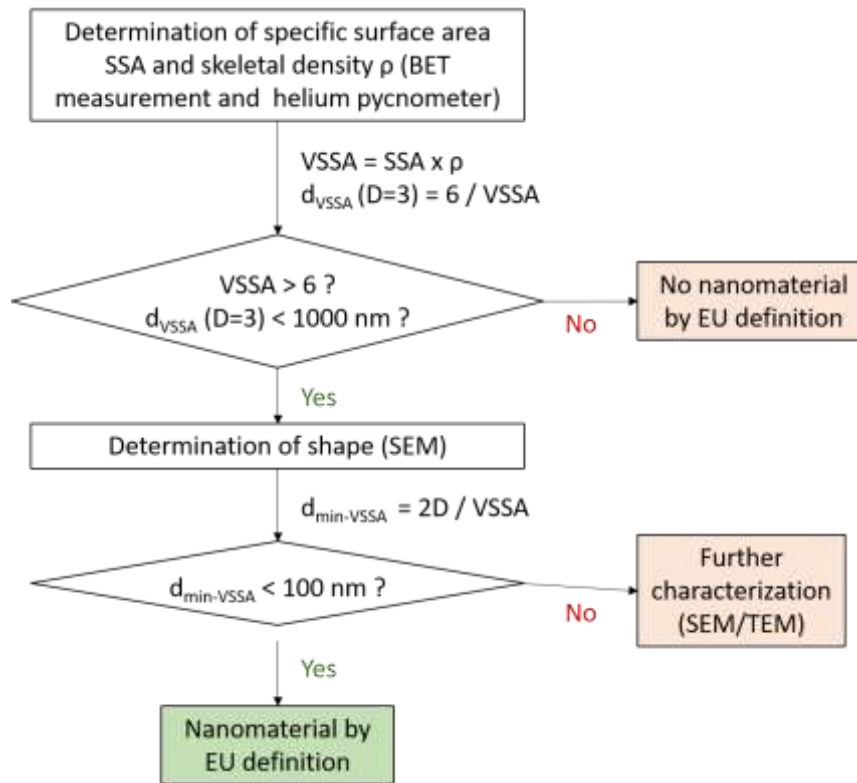 Determination of specific surface area
SSA and skeletal density ρ (BET
measurement and helium pycnometer)
VSSA = SSA x ρ
dVSSA (D=3) = 6 / VSSA
VSSA > 6 ?
dVSSA (D=3) < 1000 nm ?
No
No nanomaterial
by EU definition
Yes
Determination of shape (SEM)
dmin-VSSA = 2D / VSSA
dmin-VSSA < 100 nm ?
No
Further
characterization
(SEM/TEM)
Yes
Nanomaterial by
EU definition